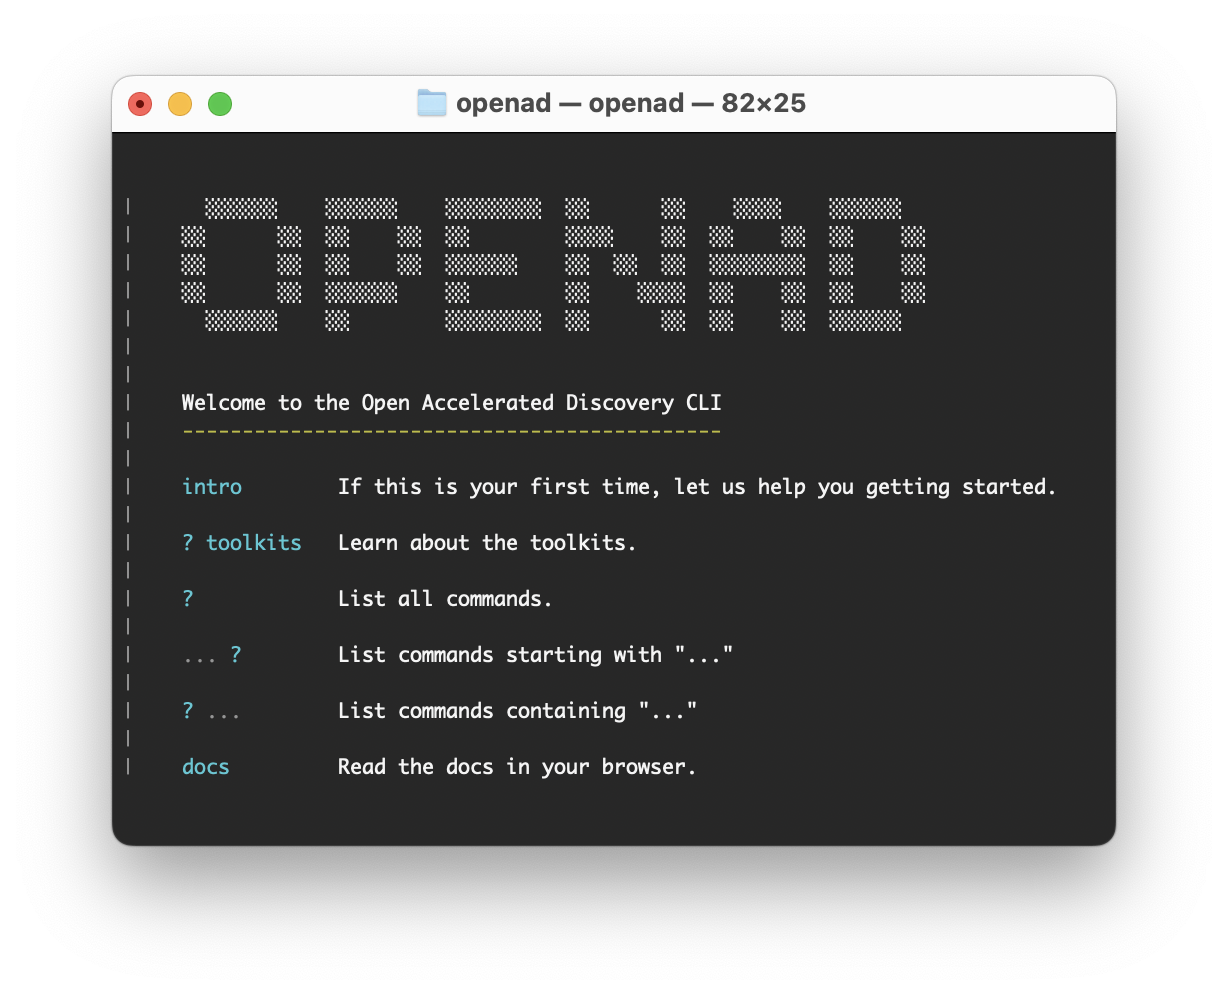 openad — openad — 82×25
OPENAD
Welcome to the Open Accelerated Discovery CLI
---------------------------------------------
intro If this is your first time, let us help you getting started.
? toolkits Learn about the toolkits.
? List all commands.
... ? List commands starting with "..."
? ... List commands containing "..."
docs Read the docs in your browser.